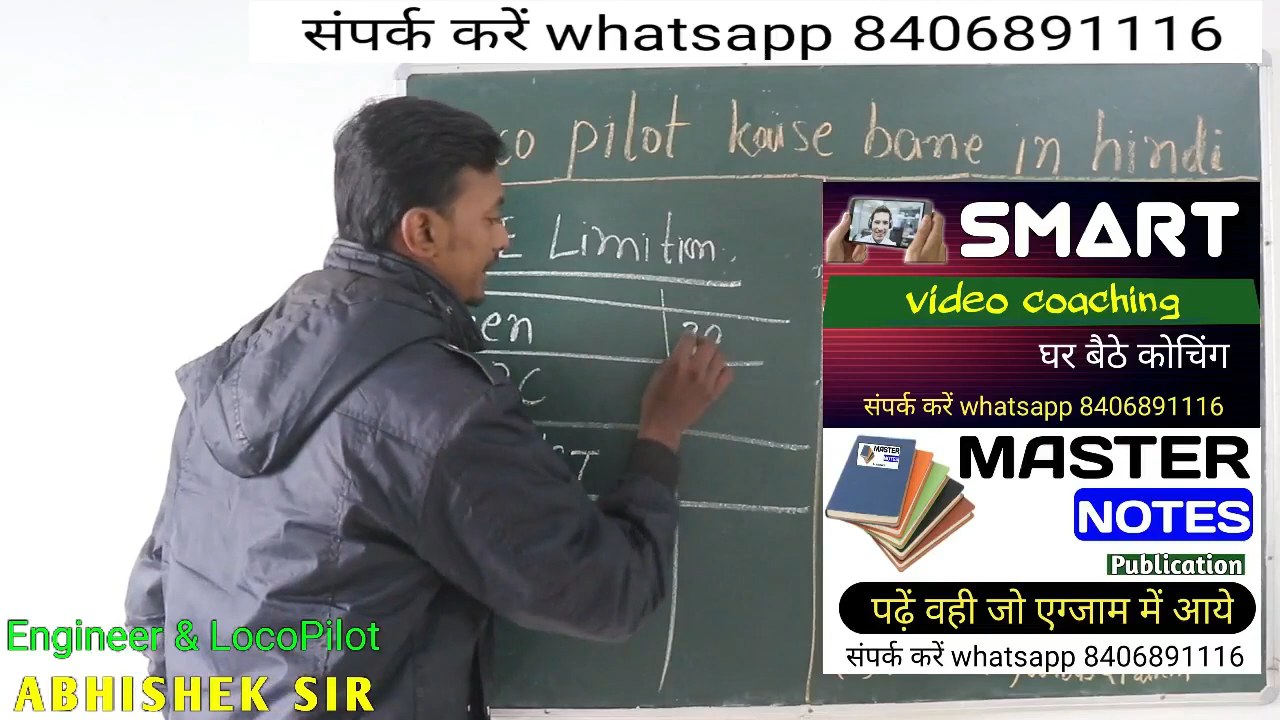 संपर्क करें whatsapp 8406891116
pilot kaise bane in hindi
Limition.
SMART
video coaching
घर बैठे कोचिंग
संपर्क करें whatsapp 8406891116
MASTER
NOTES
Publication
पढ़ें वही जो एग्जाम में आये
संपर्क करें whatsapp 8406891116
Engineer & LocoPilot
ABHISHEK SIR